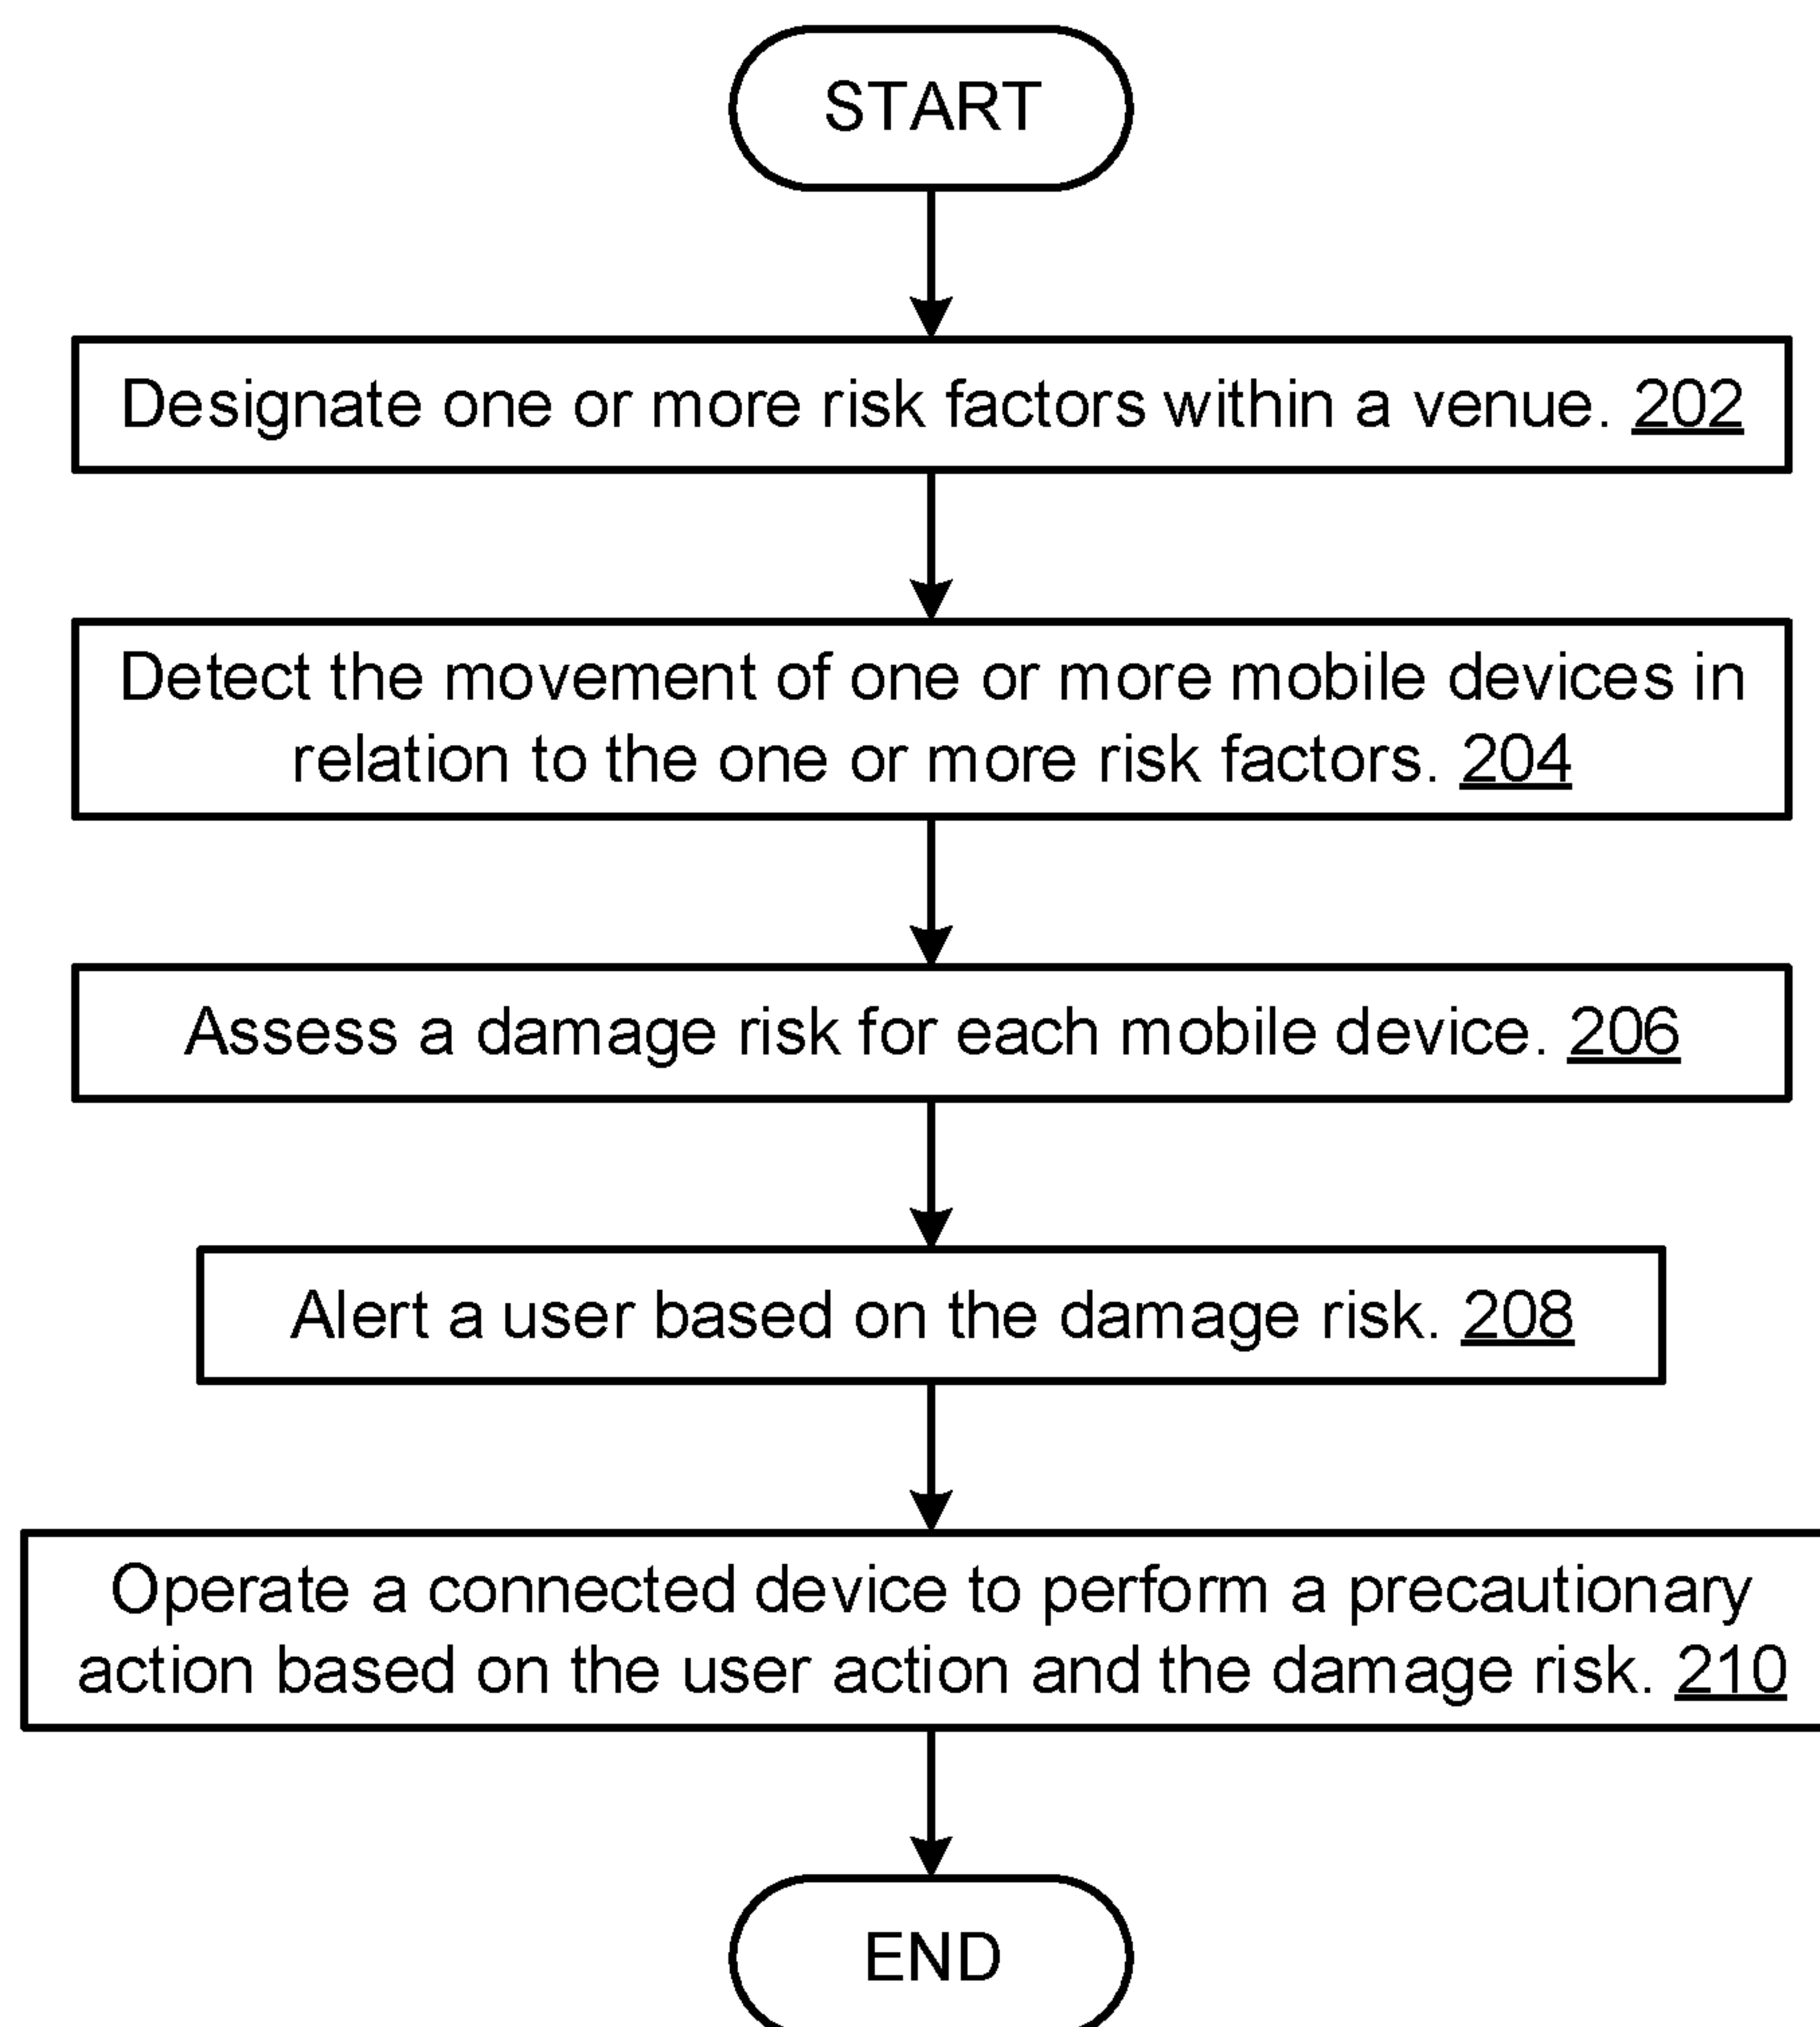 START
Designate one or more risk factors within a venue. 202
Detect the movement of one or more mobile devices in
relation to the one or more risk factors. 204
Assess a damage risk for each mobile device. 206
Alert a user based on the damage risk. 208
Operate a connected device to perform a precautionary
action based on the user action and the damage risk. 210
END